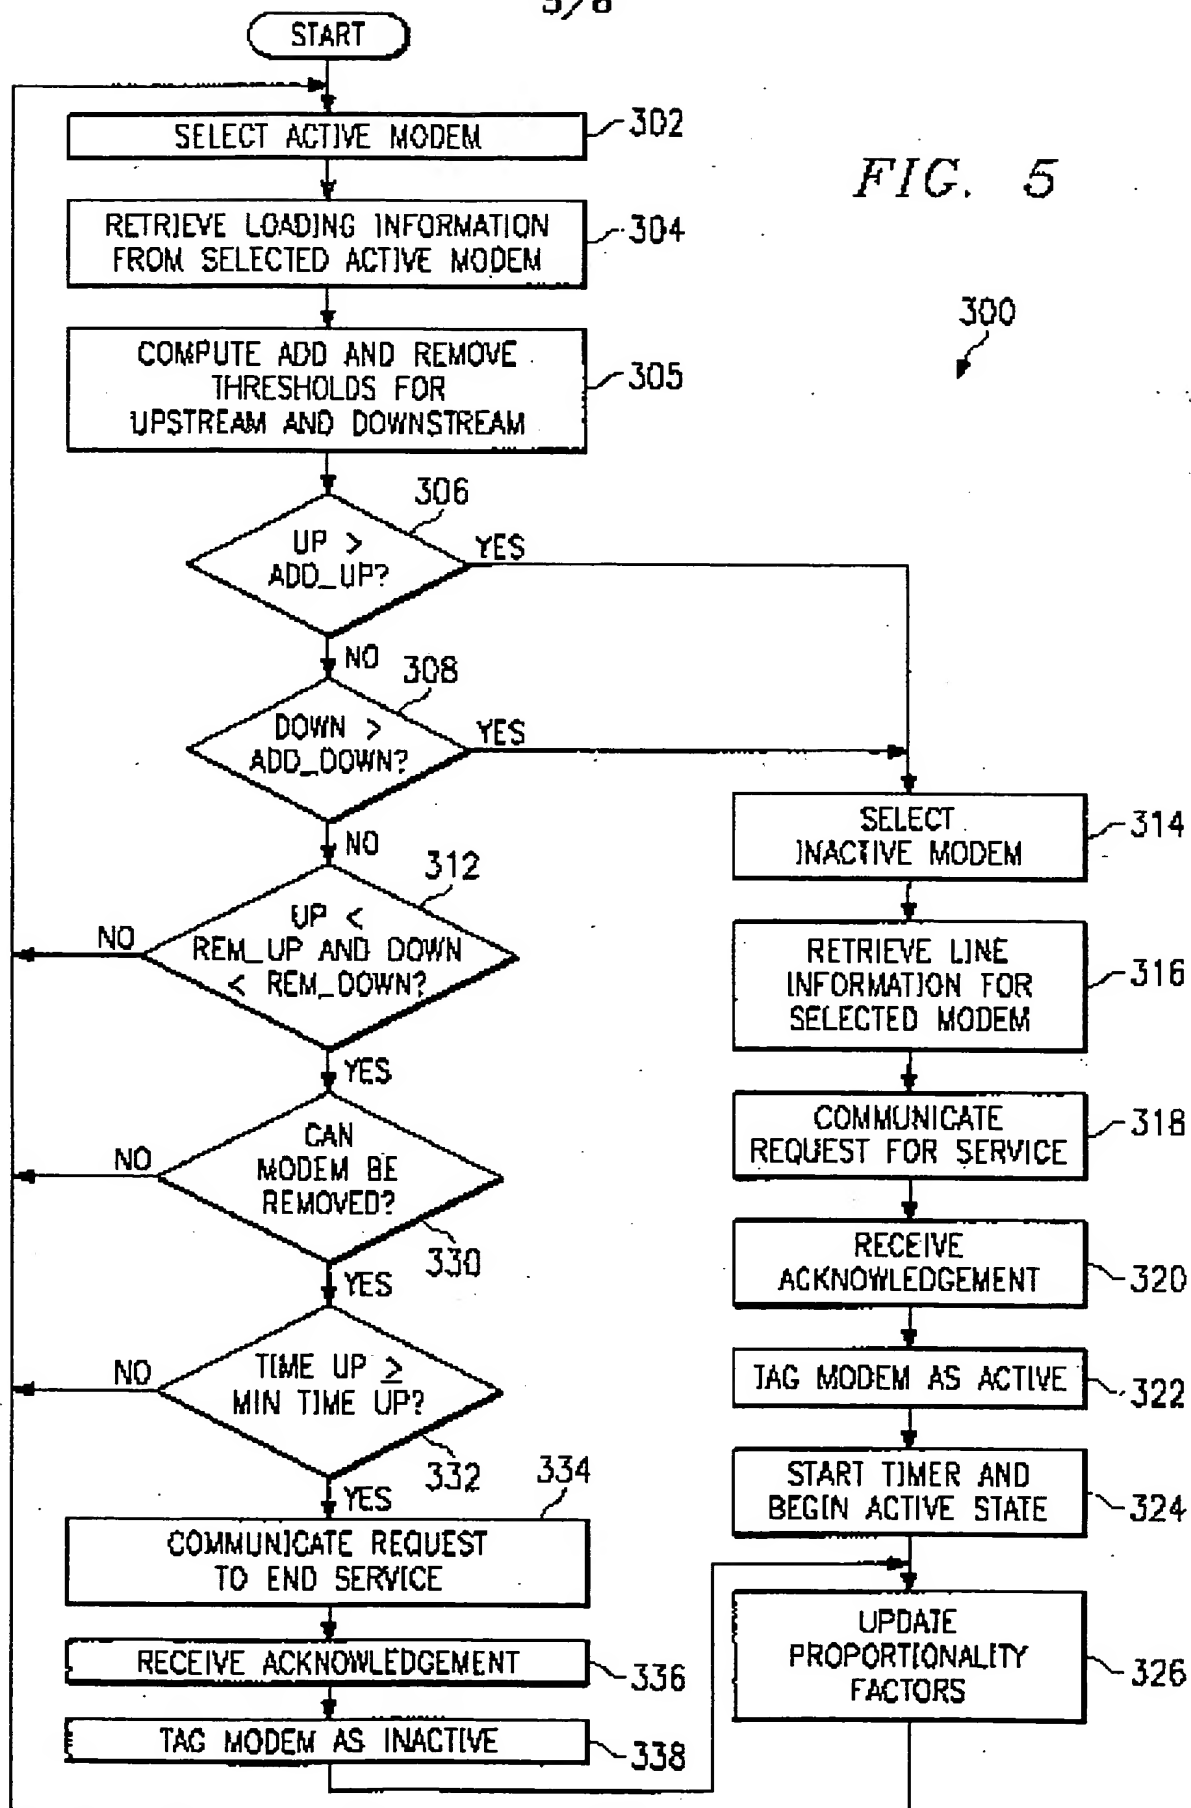 5/8
START
SELECT ACTIVE MODEM
302
FIG. 5
RETRIEVE LOADING INFORMATION
FROM SELECTED ACTIVE MODEM
304
300
COMPUTE ADD AND REMOVE
THRESHOLDS FOR
UPSTREAM AND DOWNSTREAM
305
306
UP >
ADD_UP?
YES
NO
308
DOWN >
ADD_DOWN?
YES
NO
312
UP <
REM_UP AND DOWN
< REM_DOWN?
NO
YES
CAN
MODEM BE
REMOVED?
NO
330
YES
TIME UP ≥
MIN TIME UP?
NO
332
YES
334
COMMUNICATE REQUEST
TO END SERVICE
RECEIVE ACKNOWLEDGEMENT
336
TAG MODEM AS INACTIVE
338
SELECT
INACTIVE MODEM
314
RETRIEVE LINE
INFORMATION FOR
SELECTED MODEM
316
COMMUNICATE
REQUEST FOR SERVICE
318
RECEIVE
ACKNOWLEDGEMENT
320
TAG MODEM AS ACTIVE
322
START TIMER AND
BEGIN ACTIVE STATE
324
UPDATE
PROPORTIONALITY
FACTORS
326